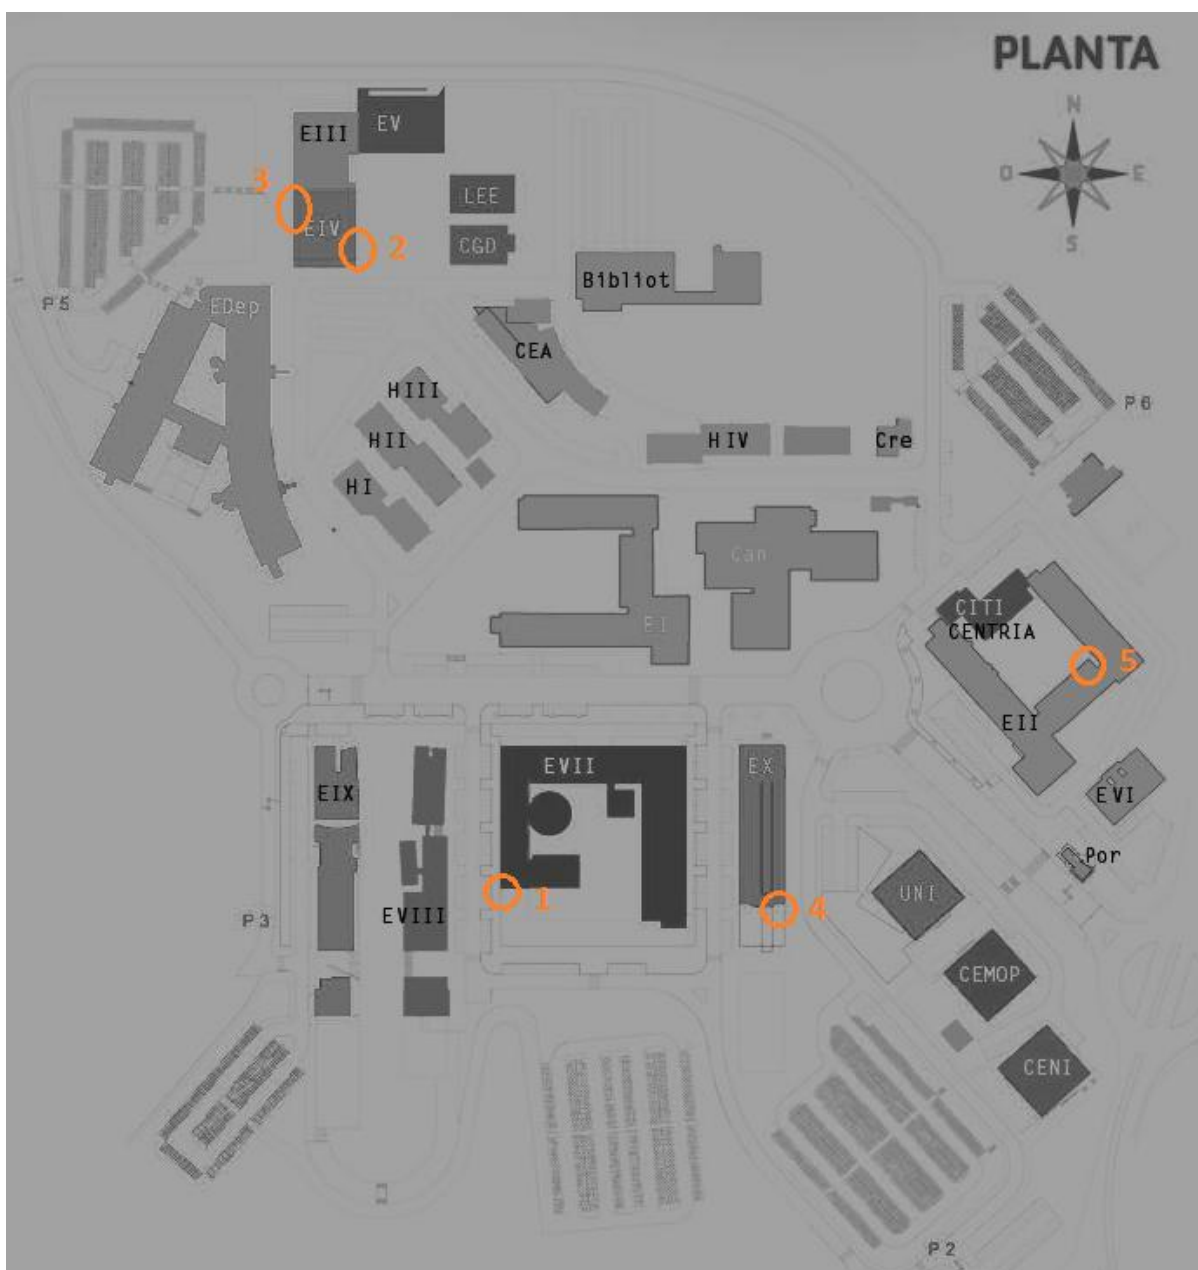 PLANTA
N
EV
EIII
O
E
3
LEE
EIV
2
CGD
S
Bibliot
P5
EDep
CEA
HIII
P6
HII
HIV
Cre
HI
Can
CITI
EI
CENTRIA
5
EII
EVII
EX
EIX
EVI
Por
1
UNI
4
EVIII
P3
CEMOP
CENI
P2